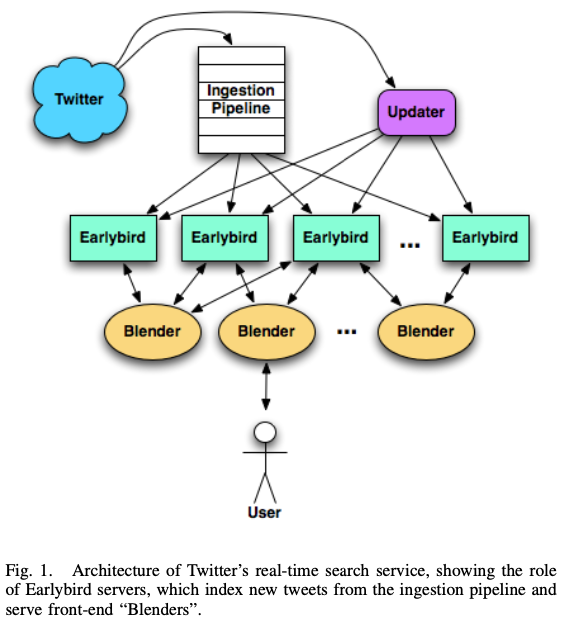 Twitter
Ingestion
Pipeline
Updater
Earlybird
Earlybird
Earlybird
...
Earlybird
Blender
Blender
...
Blender
User
Fig. 1. Architecture of Twitter's real-time search service, showing the role
of Earlybird servers, which index new tweets from the ingestion pipeline and
serve front-end “Blenders”.